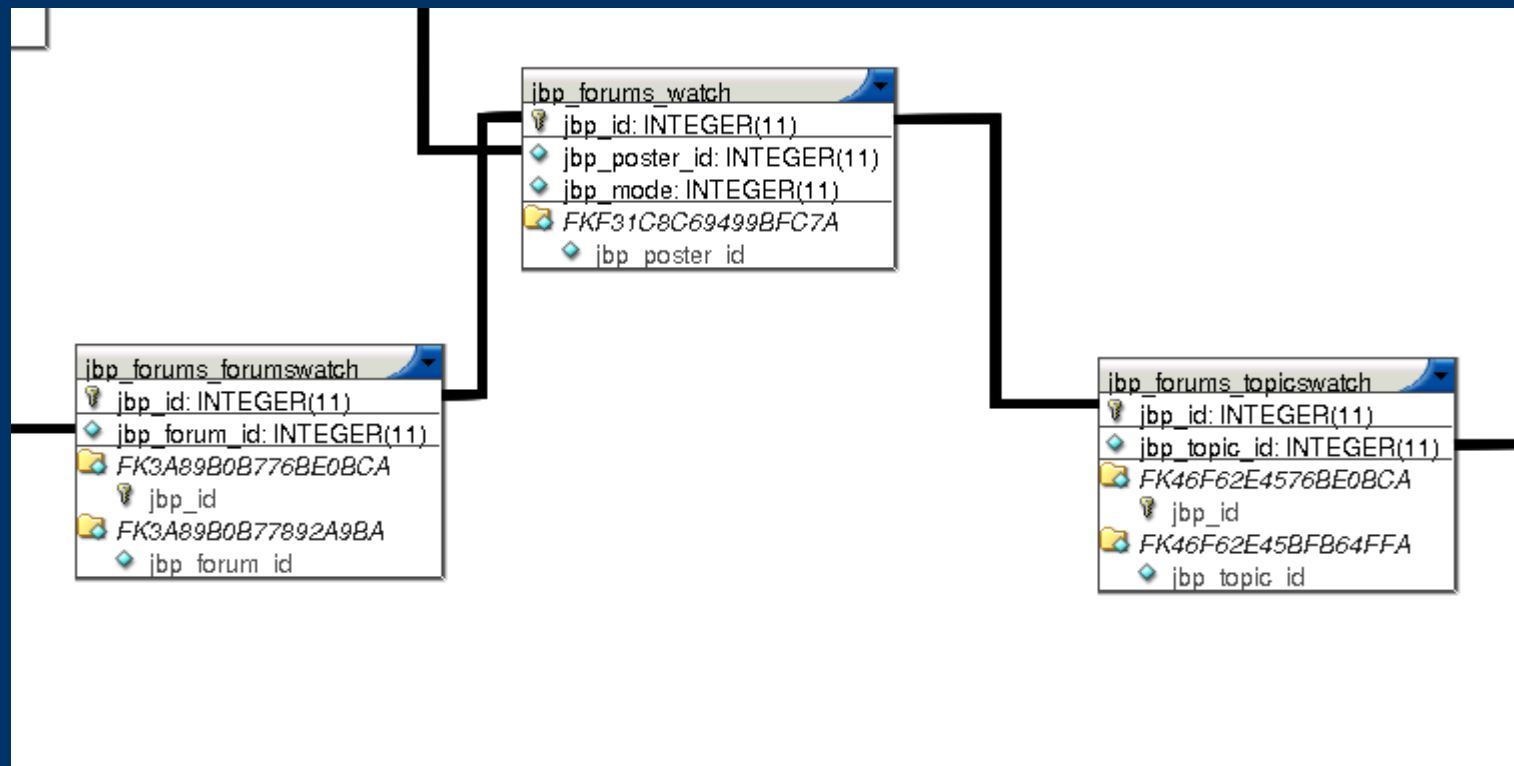 jbp_forums_watch
jbp_id: INTEGER(11)
jbp_poster_id: INTEGER(11)
jbp_mode: INTEGER(11)
FKF31C8C69499BFC7A
jbp_poster_id
jbp_forums_forumswatch
jbp_id: INTEGER(11)
jbp_forum_id: INTEGER(11)
FK3A89B0B776BE0BCA
jbp_id
FK3A89B0B77892A9BA
jbp_forum_id
jbp_forums_topicswatch
jbp_id: INTEGER(11)
jbp_topic_id: INTEGER(11)
FK46F62E4576BE0BCA
jbp_id
FK46F62E45BFB64FFA
jbp_topic_id